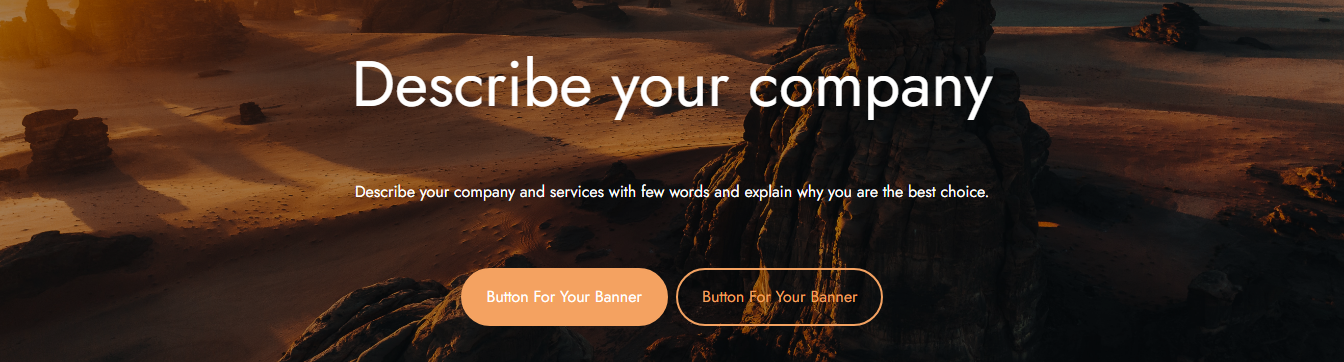 Describe your company
Describe your company and services with few words and explain why you are the best choice.
Button For Your Banner
Button For Your Banner